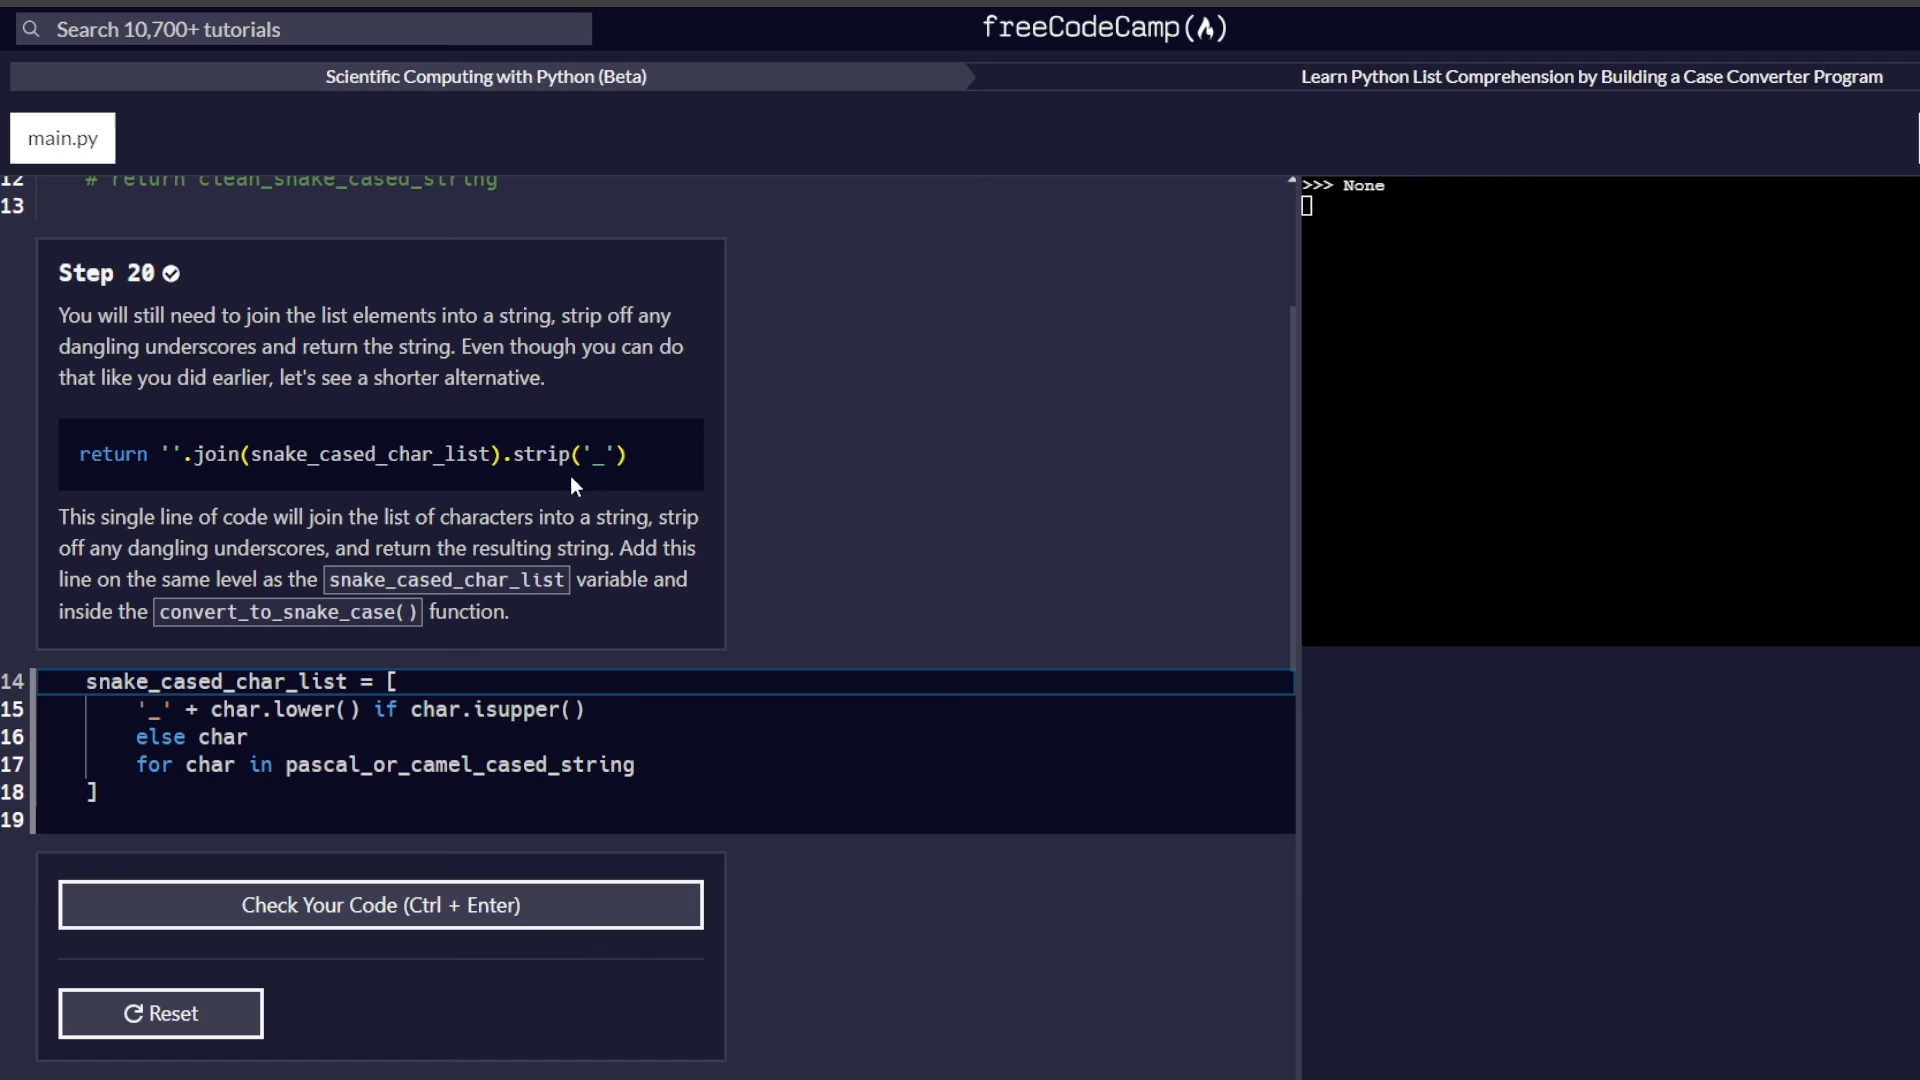 Search 10,700+ tutorials
freeCodeCamp
Scientific Computing with Python (Beta)
Learn Python List Comprehension by Building a Case Converter Program
main.py
12 # return clean_snake_cased_string
13
>>> None
Step 20
You will still need to join the list elements into a string, strip off any
dangling underscores and return the string. Even though you can do
that like you did earlier, let's see a shorter alternative.
return ''.join(snake_cased_char_list).strip('_')
This single line of code will join the list of characters into a string, strip
off any dangling underscores, and return the resulting string. Add this
line on the same level as the snake_cased_char_list variable and
inside the convert_to_snake_case() function.
14 snake_cased_char_list = [
15 '_' + char.lower() if char.isupper()
16 else char
17 for char in pascal_or_camel_cased_string
18 ]
19
Check Your Code (Ctrl + Enter)
Reset